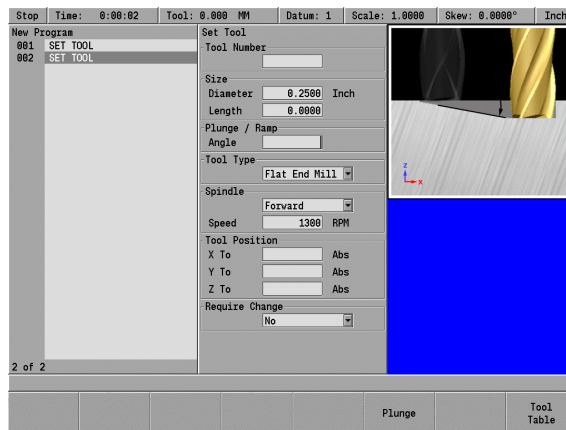 Stop Time: 0:00:02 Tool: 0.000 MM Datum: 1 Scale: 1.0000 Skew: 0.0000° Inch
New Program
001 SET TOOL
002 SET TOOL
2 of 2
Set Tool
Tool Number
Size
Diameter 0.2500 Inch
Length 0.0000
Plunge / Ramp
Angle
Tool Type
Flat End Mill
Spindle
Forward
Speed 1300 RPM
Tool Position
X To Abs
Y To Abs
Z To Abs
Require Change
No
z
x
Plunge
Tool
Table